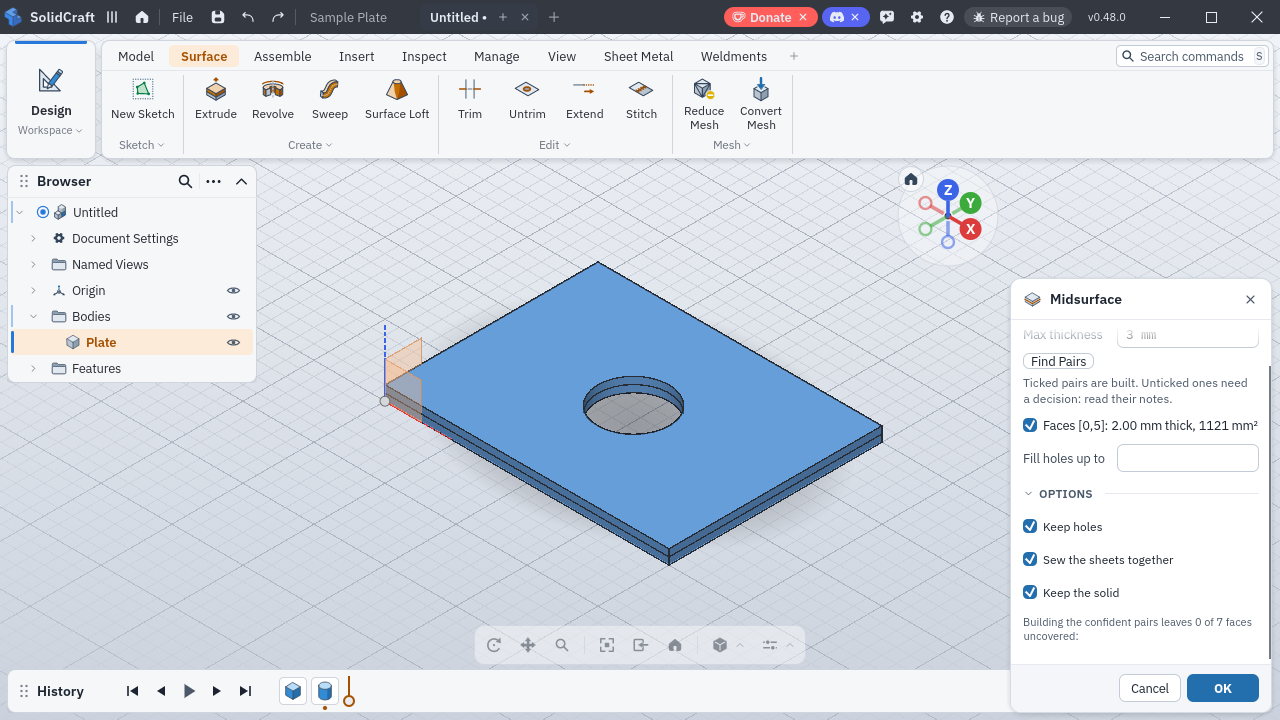 SolidCraft
File
Sample Plate
Untitled •
Donate
Report a bug
v0.48.0
Design
Workspace
Model
Surface
Assemble
Insert
Inspect
Manage
View
Sheet Metal
Weldments
Search commands
S
New Sketch
Extrude
Revolve
Sweep
Surface Loft
Trim
Untrim
Extend
Stitch
Reduce Mesh
Convert Mesh
Sketch
Create
Edit
Mesh
Browser
Untitled
Document Settings
Named Views
Origin
Bodies
Plate
Features
Z
Y
X
Midsurface
Max thickness
3 mm
Find Pairs
Ticked pairs are built. Unticked ones need
a decision: read their notes.
Faces [0,5]: 2.00 mm thick, 1121 mm²
Fill holes up to
OPTIONS
Keep holes
Sew the sheets together
Keep the solid
Building the confident pairs leaves 0 of 7 faces
uncovered:
Cancel
OK
History